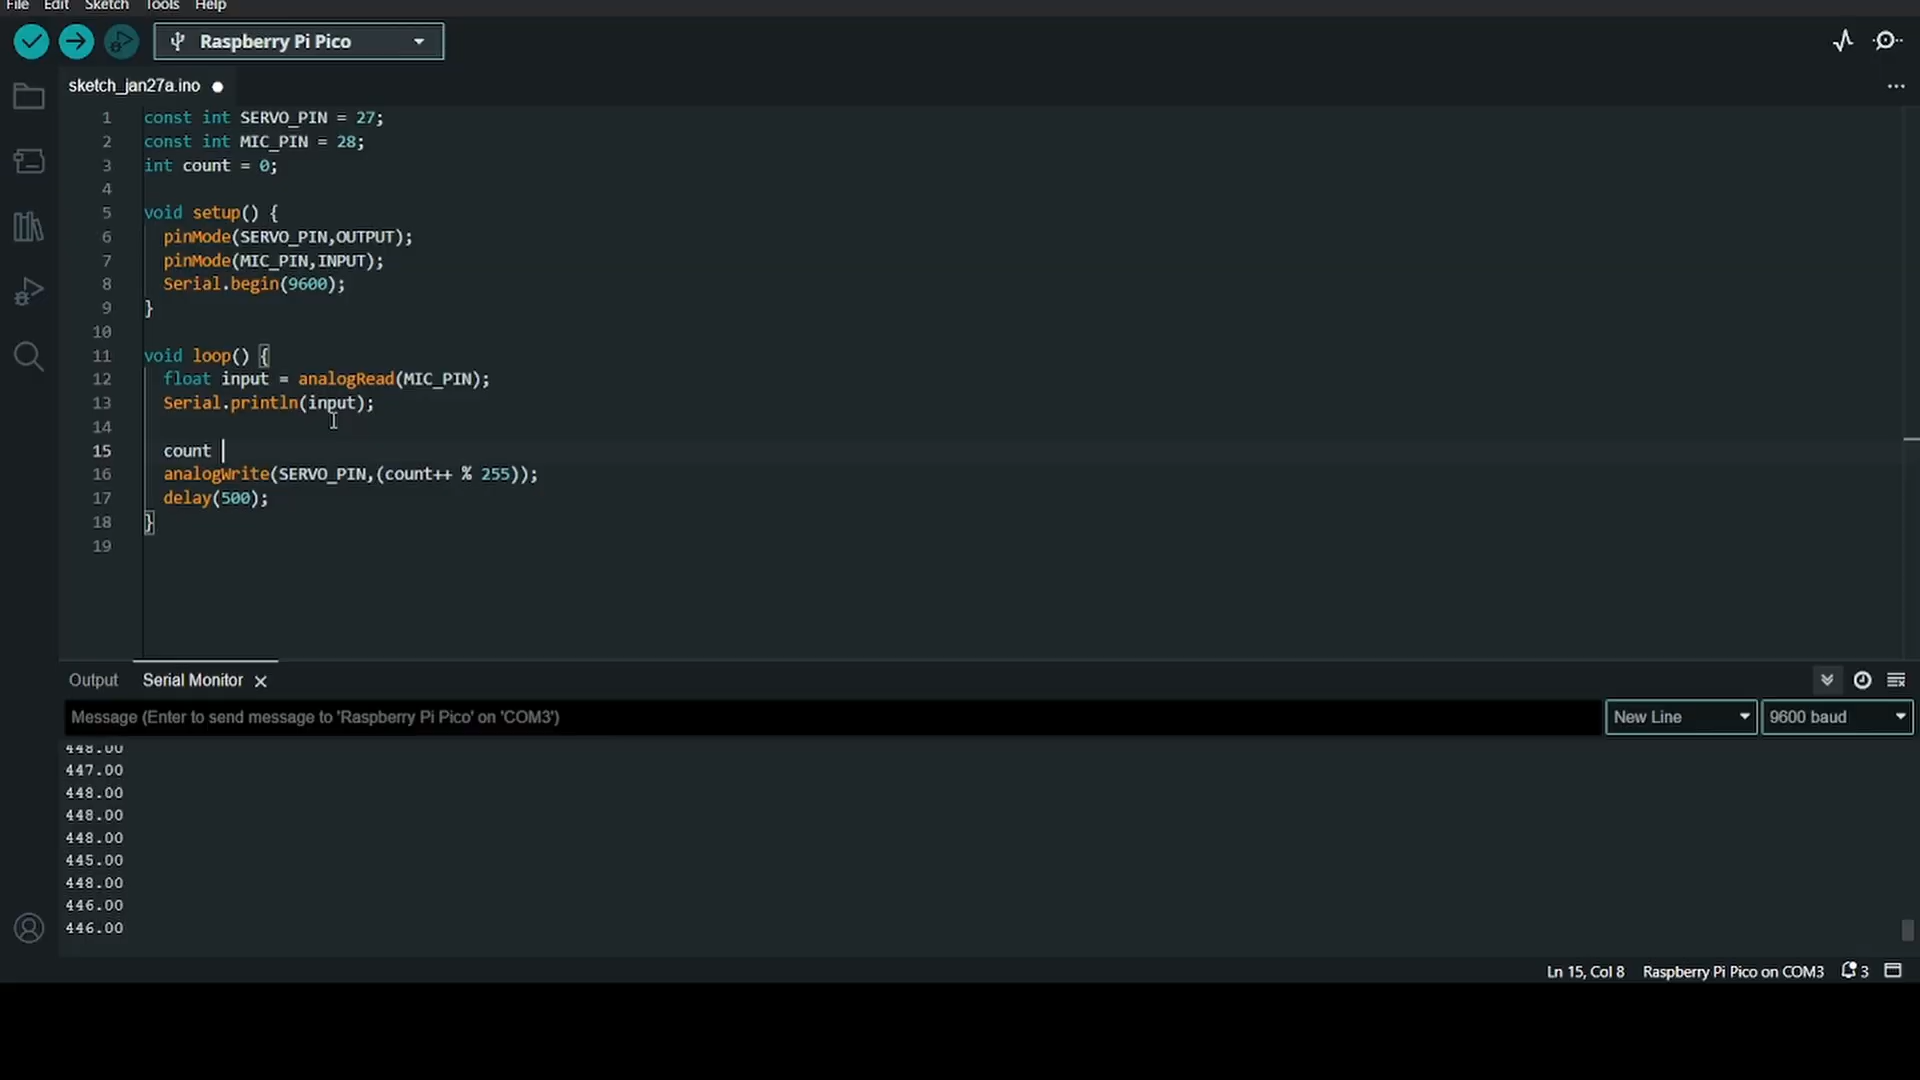 File Edit Sketch Tools Help
Raspberry Pi Pico
sketch_jan27a.ino
1 const int SERVO_PIN = 27;
2 const int MIC_PIN = 28;
3 int count = 0;
4
5 void setup() {
6 pinMode(SERVO_PIN,OUTPUT);
7 pinMode(MIC_PIN,INPUT);
8 Serial.begin(9600);
9 }
10
11 void loop() {
12 float input = analogRead(MIC_PIN);
13 Serial.println(input);
14
15 count
16 analogWrite(SERVO_PIN,(count++ % 255));
17 delay(500);
18 }
19
Output Serial Monitor
Message (Enter to send message to 'Raspberry Pi Pico' on 'COM3') New Line 9600 baud
448.00
447.00
448.00
448.00
448.00
445.00
448.00
446.00
446.00
Ln 15, Col 8 Raspberry Pi Pico on COM3 3